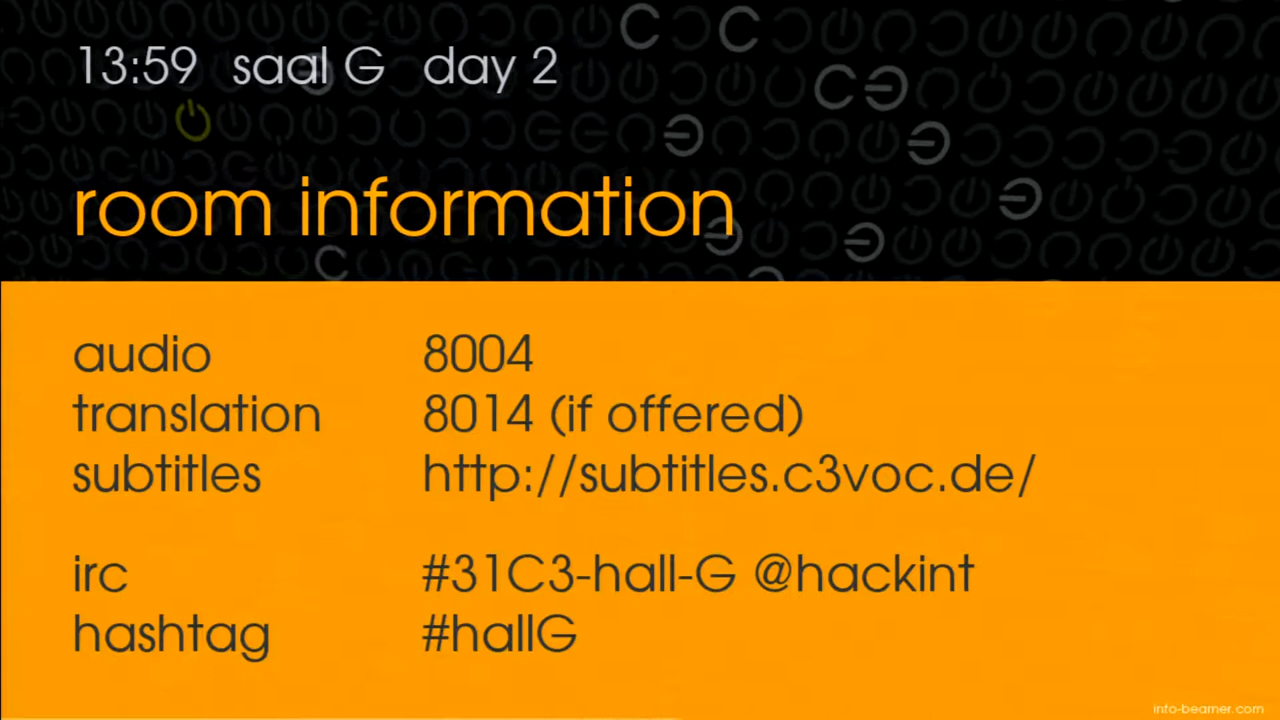 13:59 saal G day 2
room information
audio 8004
translation 8014 (if offered)
subtitles http://subtitles.c3voc.de/
irc #31C3-hall-G @hackint
hashtag #hallG
info-beamer.com